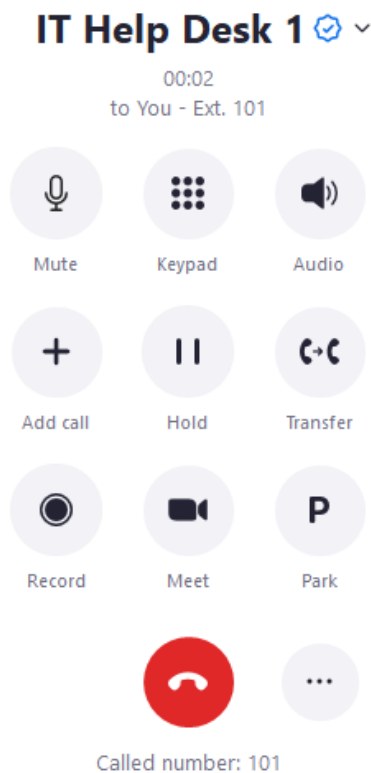 IT Help Desk 1
00:02
to You - Ext. 101
Mute Keypad Audio
Add call Hold Transfer
P
Record Meet Park
Called number: 101